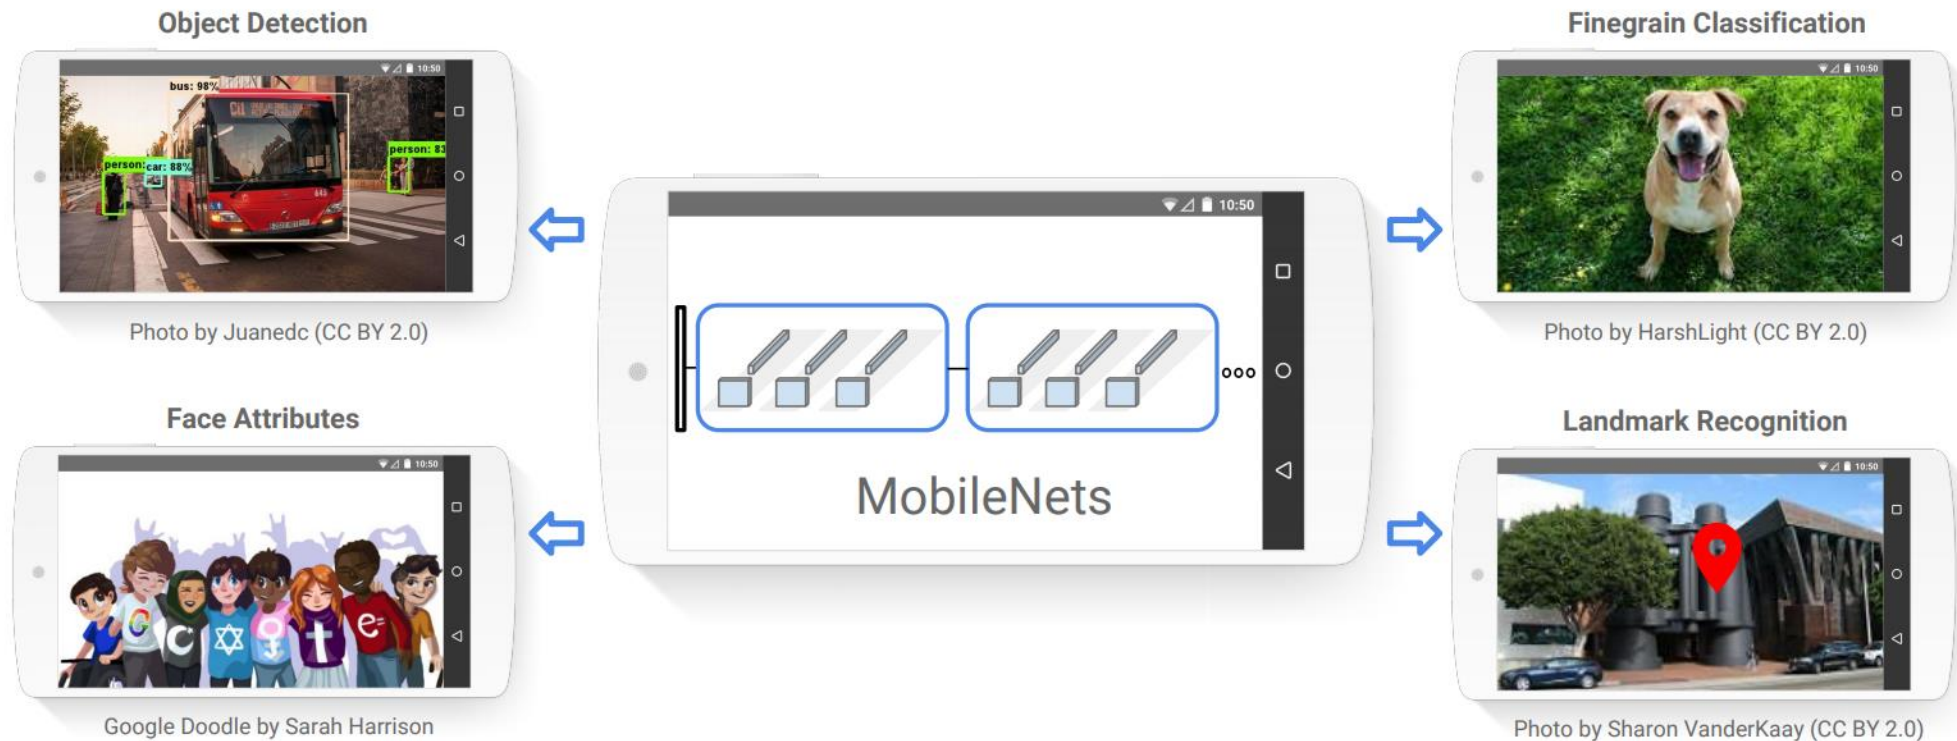 Object Detection
10:50
bus: 98%
person:
car: 88%
person: 83
Photo by Juanedc (CC BY 2.0)
Face Attributes
10:50
G
C
t
e=
Google Doodle by Sarah Harrison
10:50
MobileNets
Finegrain Classification
10:50
Photo by HarshLight (CC BY 2.0)
Landmark Recognition
10:50
Photo by Sharon VanderKaay (CC BY 2.0)